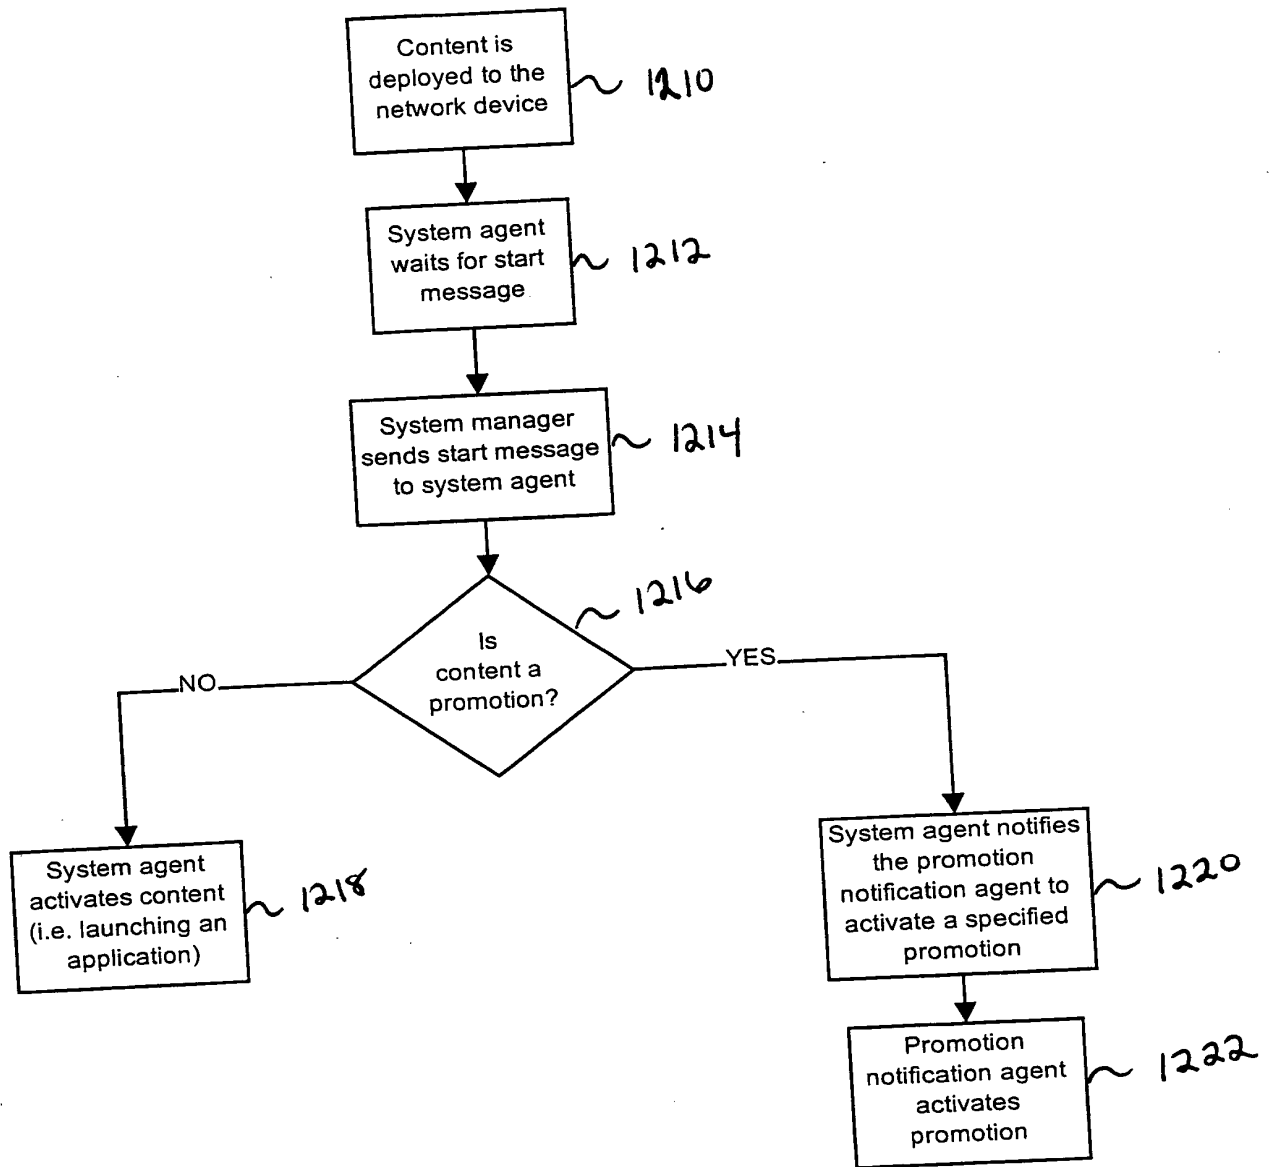 Content is
deployed to the
network device
1210
System agent
waits for start
message
1212
System manager
sends start message
to system agent
1214
Is
content a
promotion?
1216
NO
YES
System agent
activates content
(i.e. launching an
application)
1218
System agent notifies
the promotion
notification agent to
activate a specified
promotion
1220
Promotion
notification agent
activates
promotion
1222